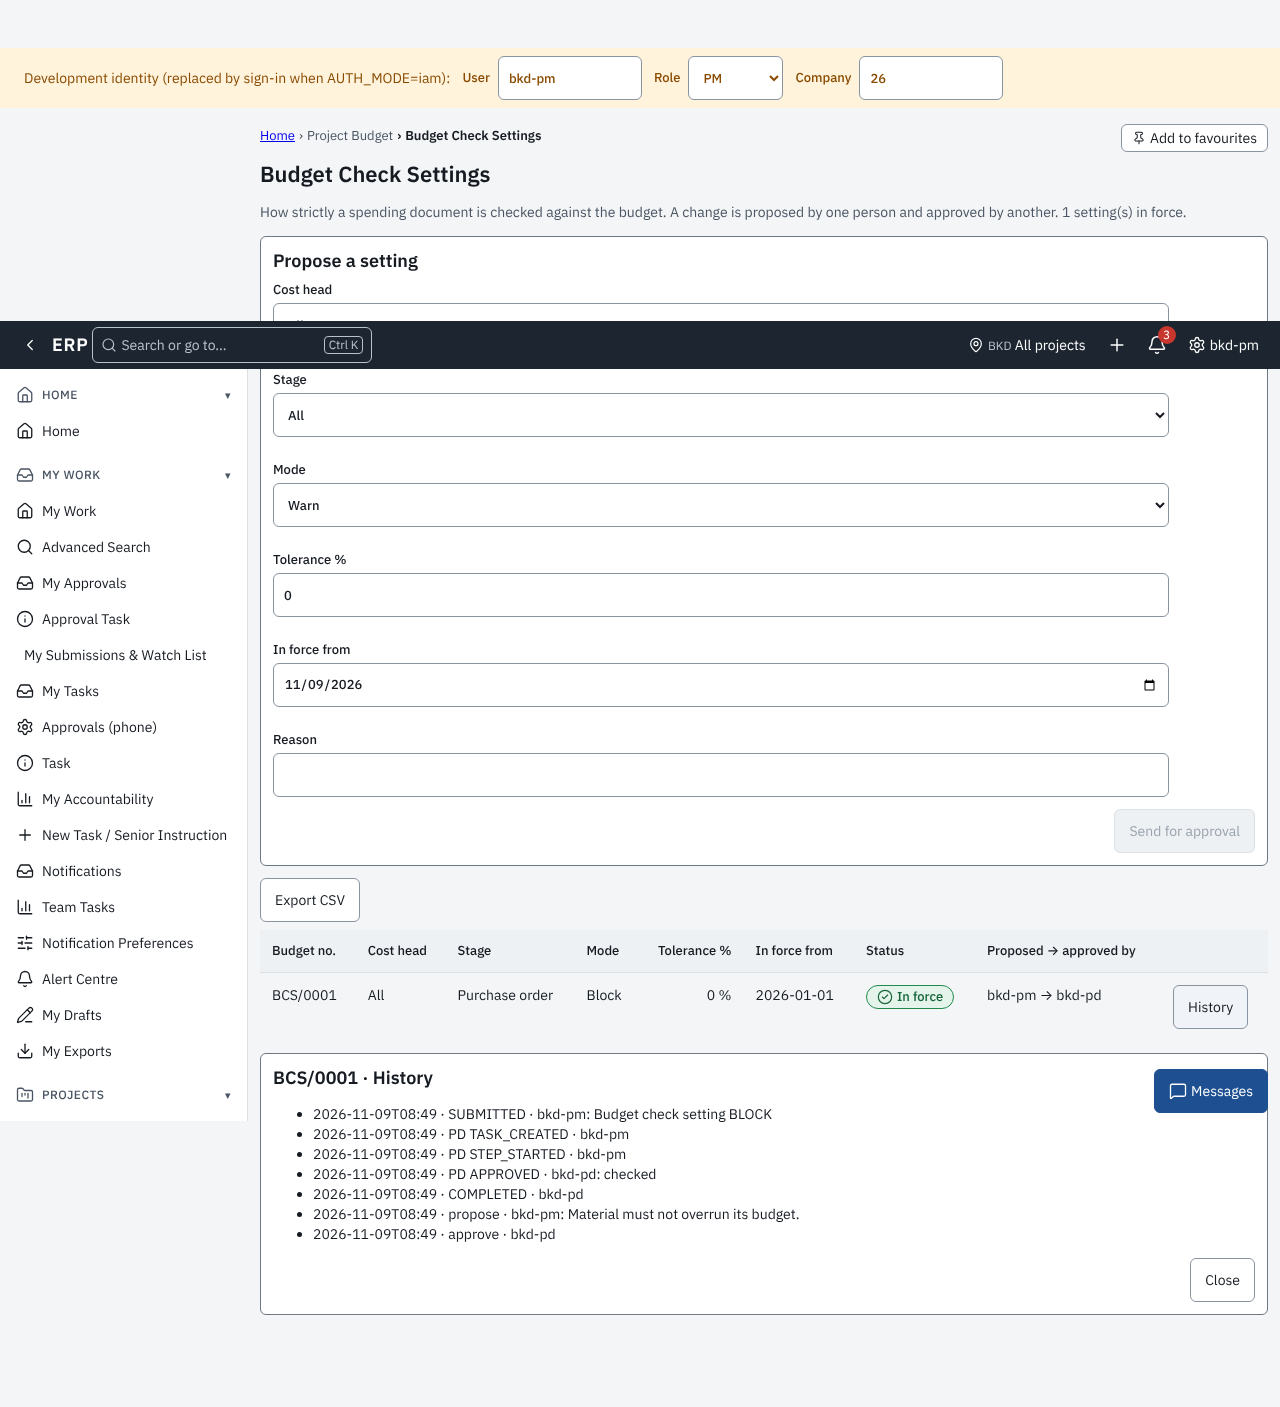 Development identity (replaced by sign-in when AUTH_MODE=iam): User bkd-pm Role PM Company 26
Home › Project Budget › Budget Check Settings
Add to favourites
Budget Check Settings
How strictly a spending document is checked against the budget. A change is proposed by one person and approved by another. 1 setting(s) in force.
Propose a setting
Cost head
ERP Search or go to... Ctrl K BKD All projects 3 bkd-pm
HOME
Home
MY WORK
My Work
Advanced Search
My Approvals
Approval Task
My Submissions & Watch List
My Tasks
Approvals (phone)
Task
My Accountability
New Task / Senior Instruction
Notifications
Team Tasks
Notification Preferences
Alert Centre
My Drafts
My Exports
PROJECTS
Stage
All
Mode
Warn
Tolerance %
0
In force from
11/09/2026
Reason
Send for approval
Export CSV
Budget no. Cost head Stage Mode Tolerance % In force from Status Proposed → approved by
BCS/0001 All Purchase order Block 0 % 2026-01-01 In force bkd-pm → bkd-pd History
BCS/0001 · History
Messages
2026-11-09T08:49 · SUBMITTED · bkd-pm: Budget check setting BLOCK
2026-11-09T08:49 · PD TASK_CREATED · bkd-pm
2026-11-09T08:49 · PD STEP_STARTED · bkd-pm
2026-11-09T08:49 · PD APPROVED · bkd-pd: checked
2026-11-09T08:49 · COMPLETED · bkd-pd
2026-11-09T08:49 · propose · bkd-pm: Material must not overrun its budget.
2026-11-09T08:49 · approve · bkd-pd
Close